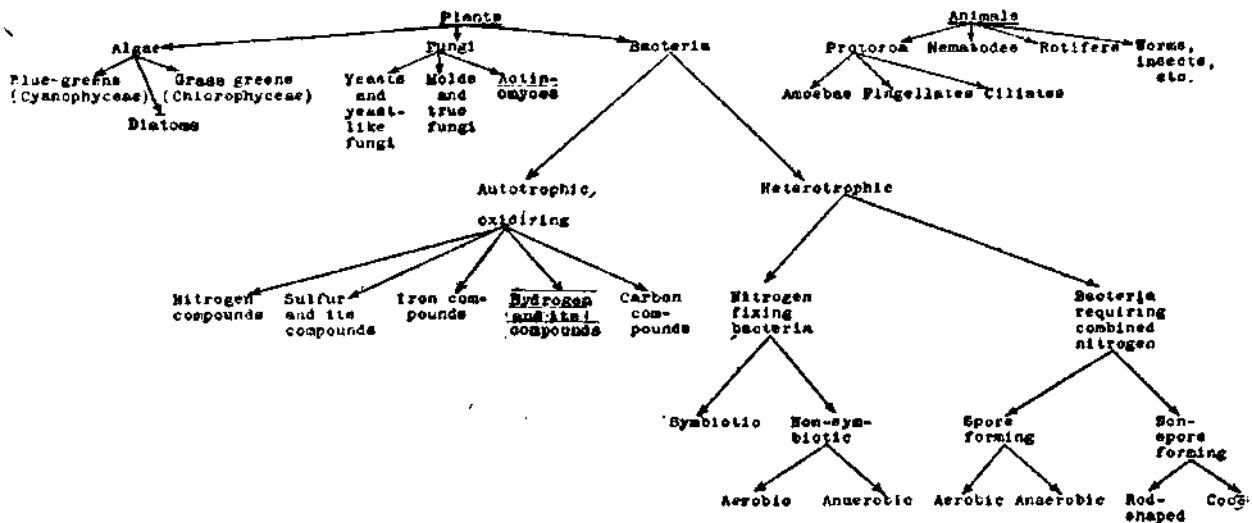 Plants
Animals
Algae
Fungi
Bacteria
Protozoa
Nematodes
Rotifers
Worms,
insects,
etc.
Blue-greens
(Cyanophyceae)
Grass greens
(Chlorophyceae)
Diatoms
Yeasts
and
yeast-
like
fungi
Molds
and
true
fungi
Actin-
omyces
Amoebae
Flagellates
Ciliates
Autotrophic,
oxidizing
Heterotrophic
Nitrogen
compounds
Sulfur
and its
compounds
Iron com-
pounds
Hydrogen
and its
compounds
Carbon
com-
pounds
Nitrogen
fixing
bacteria
Bacteria
requiring
combined
nitrogen
Symbiotic
Non-sym-
biotic
Spore
forming
Non-
spore
forming
Aerobic
Anaerobic
Aerobic
Anaerobic
Rod-
shaped